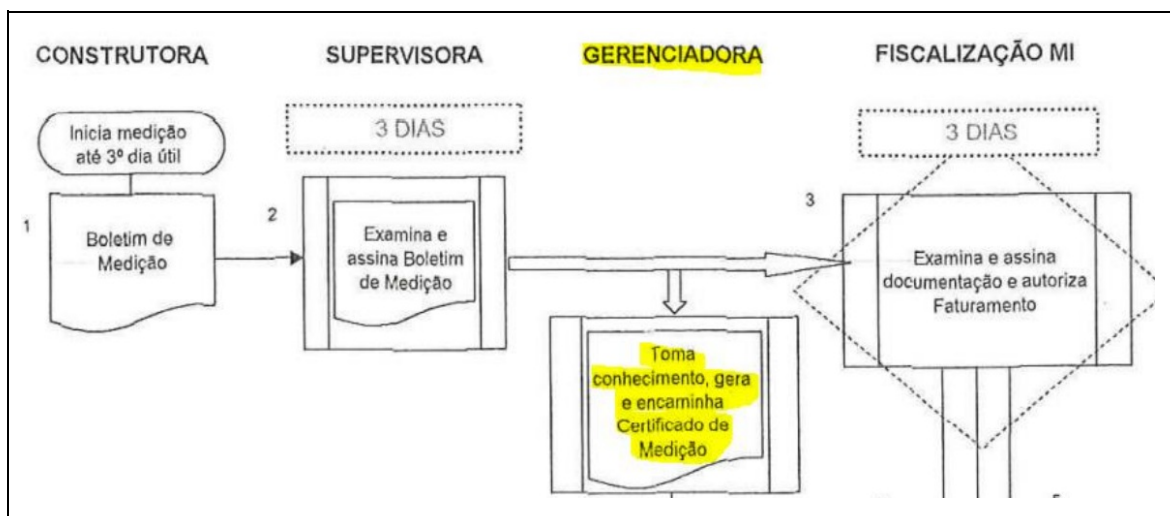 CONSTRUTORA
SUPERVISORA
GERENCIADORA
FISCALIZAÇÃO MI
Inicia medição
até 3º dia útil
3 DIAS
3 DIAS
1
Boletim de
Medição
2
Examina e
assina Boletim
de Medição
3
Examina e assina
documentação e autoriza
Faturamento
Toma
conhecimento, gera
e encaminha
Certificado de
Medição